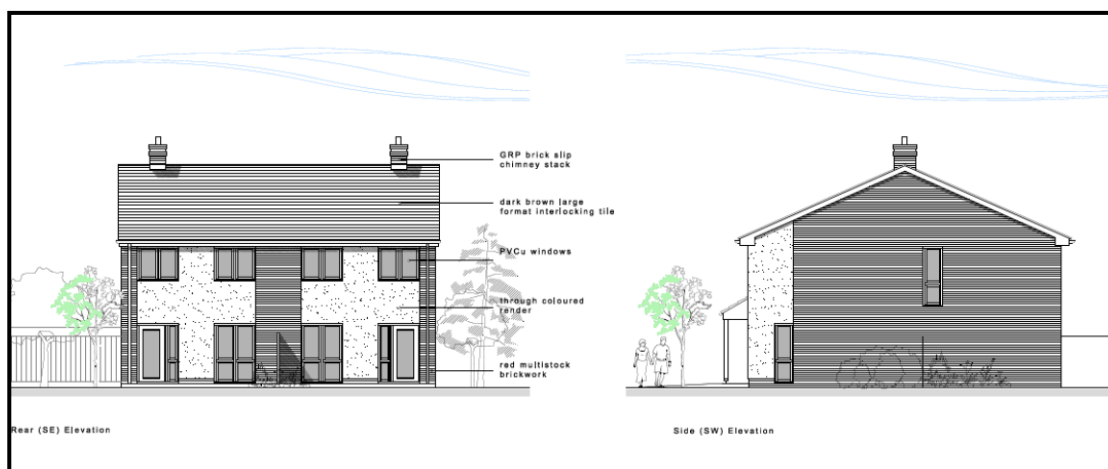 GRP brick slip
chimney stack
dark brown large
format interlocking tile
PVCu windows
through coloured
render
red multistock
brickwork
Rear (SE) Elevation
Side (SW) Elevation